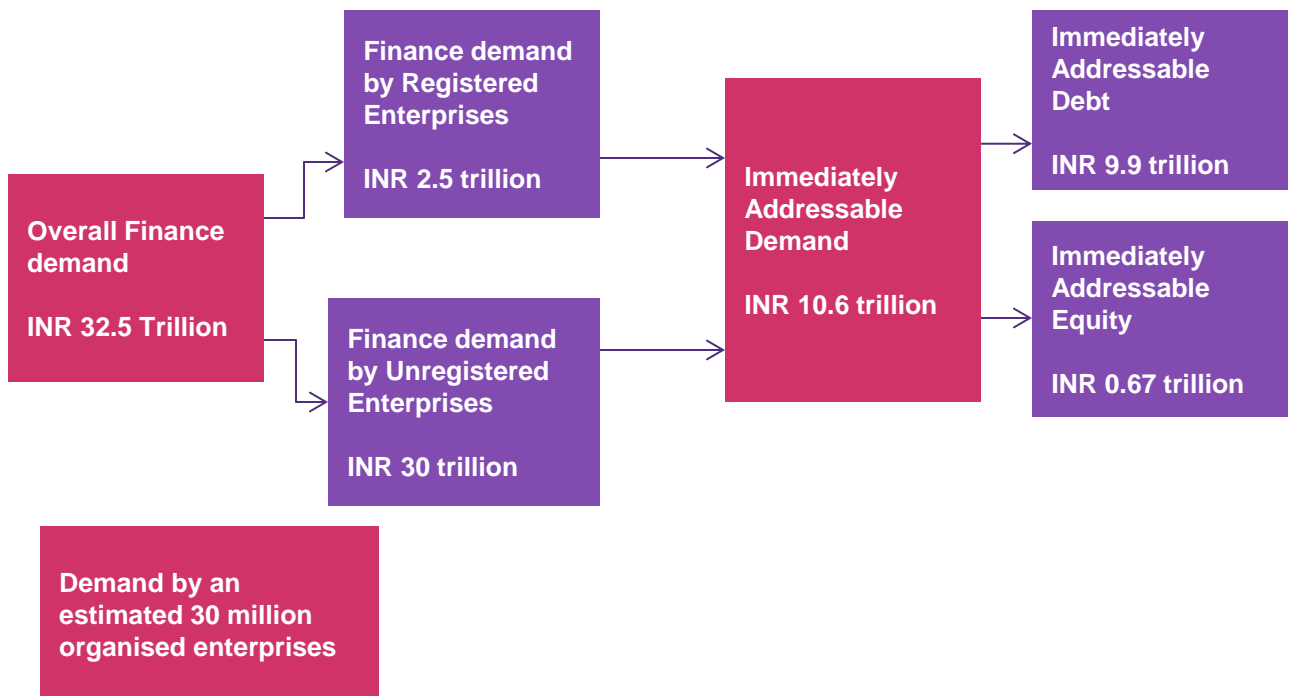 Overall Finance
demand
INR 32.5 Trillion
Finance demand
by Registered
Enterprises
INR 2.5 trillion
Finance demand
by Unregistered
Enterprises
INR 30 trillion
Immediately
Addressable
Demand
INR 10.6 trillion
Immediately
Addressable
Debt
INR 9.9 trillion
Immediately
Addressable
Equity
INR 0.67 trillion
Demand by an
estimated 30 million
organised enterprises